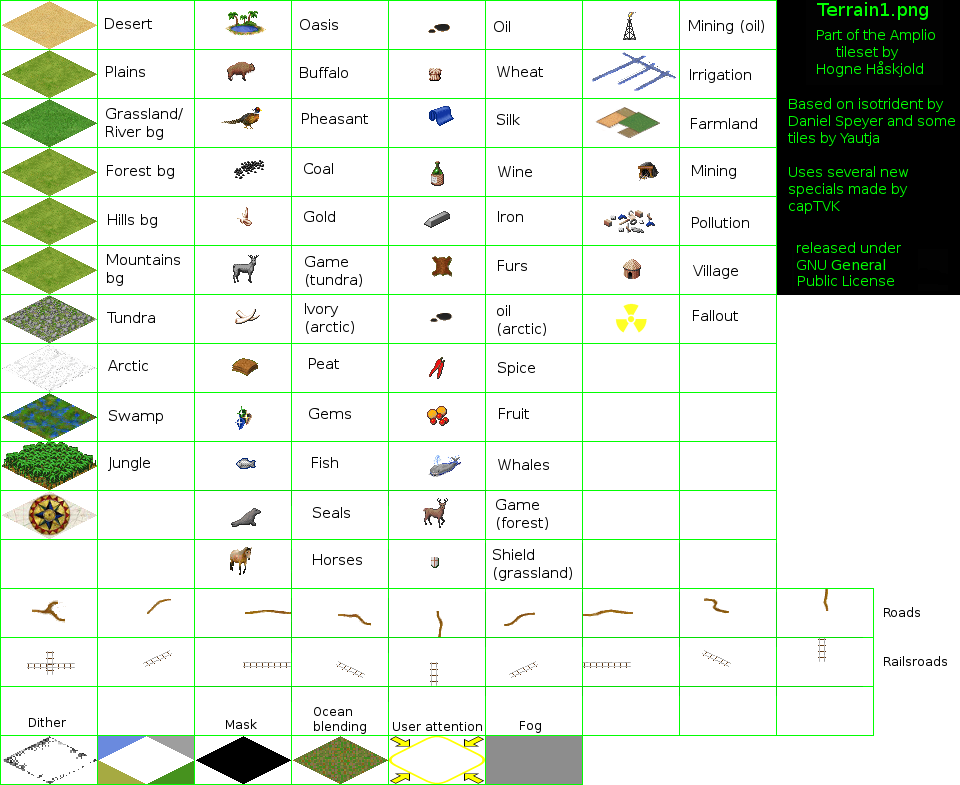 Terrain1.png
Part of the Amplio
tileset by
Hogne Håskjold
Based on isotrident by
Daniel Speyer and some
tiles by Yautja
Uses several new
specials made by
capTVK
released under
GNU General
Public License
Desert
Oasis
Oil
Mining (oil)
Plains
Buffalo
Wheat
Irrigation
Grassland/
River bg
Pheasant
Silk
Farmland
Forest bg
Coal
Wine
Mining
Hills bg
Gold
Iron
Pollution
Mountains
bg
Game
(tundra)
Furs
Village
Tundra
Ivory
(arctic)
oil
(arctic)
Fallout
Arctic
Peat
Spice
Swamp
Gems
Fruit
Jungle
Fish
Whales
Seals
Game
(forest)
Horses
Shield
(grassland)
Roads
Railsroads
Dither
Mask
Ocean
blending
User attention
Fog